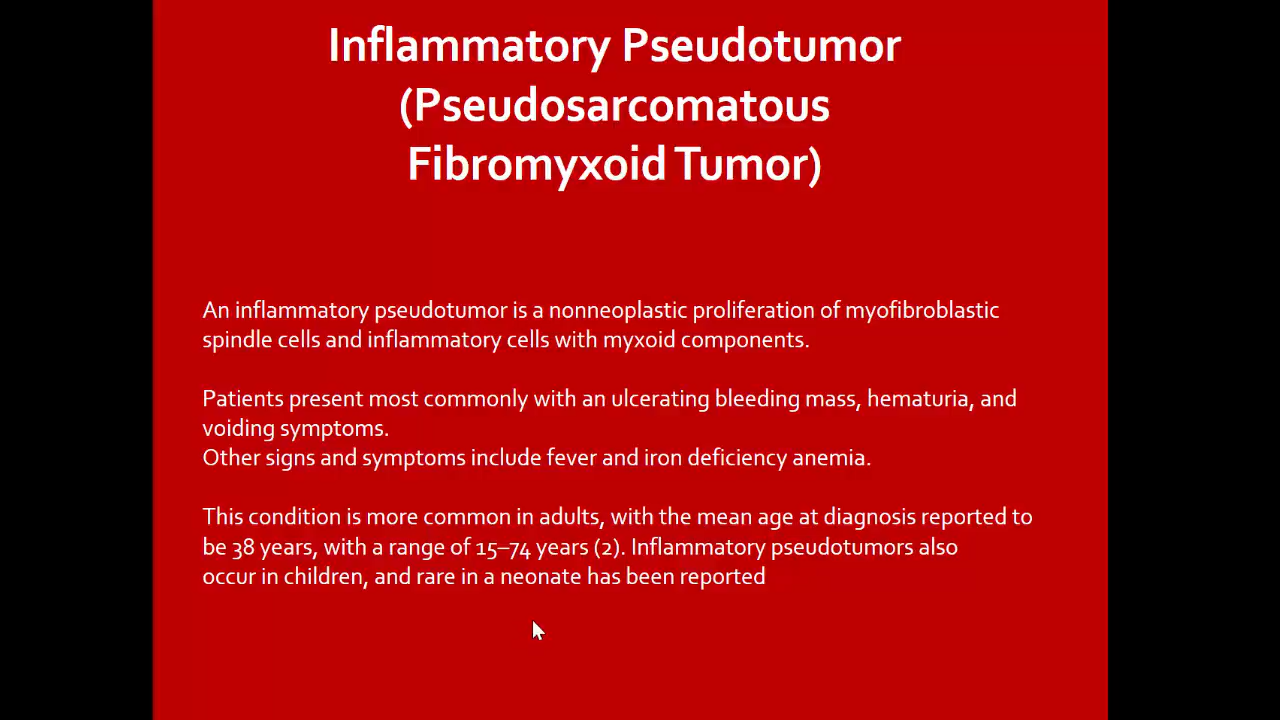 Inflammatory Pseudotumor
(Pseudosarcomatous
Fibromyxoid Tumor)
An inflammatory pseudotumor is a nonneoplastic proliferation of myofibroblastic
spindle cells and inflammatory cells with myxoid components.
Patients present most commonly with an ulcerating bleeding mass, hematuria, and
voiding symptoms.
Other signs and symptoms include fever and iron deficiency anemia.
This condition is more common in adults, with the mean age at diagnosis reported to
be 38 years, with a range of 15–74 years (2). Inflammatory pseudotumors also
occur in children, and rare in a neonate has been reported